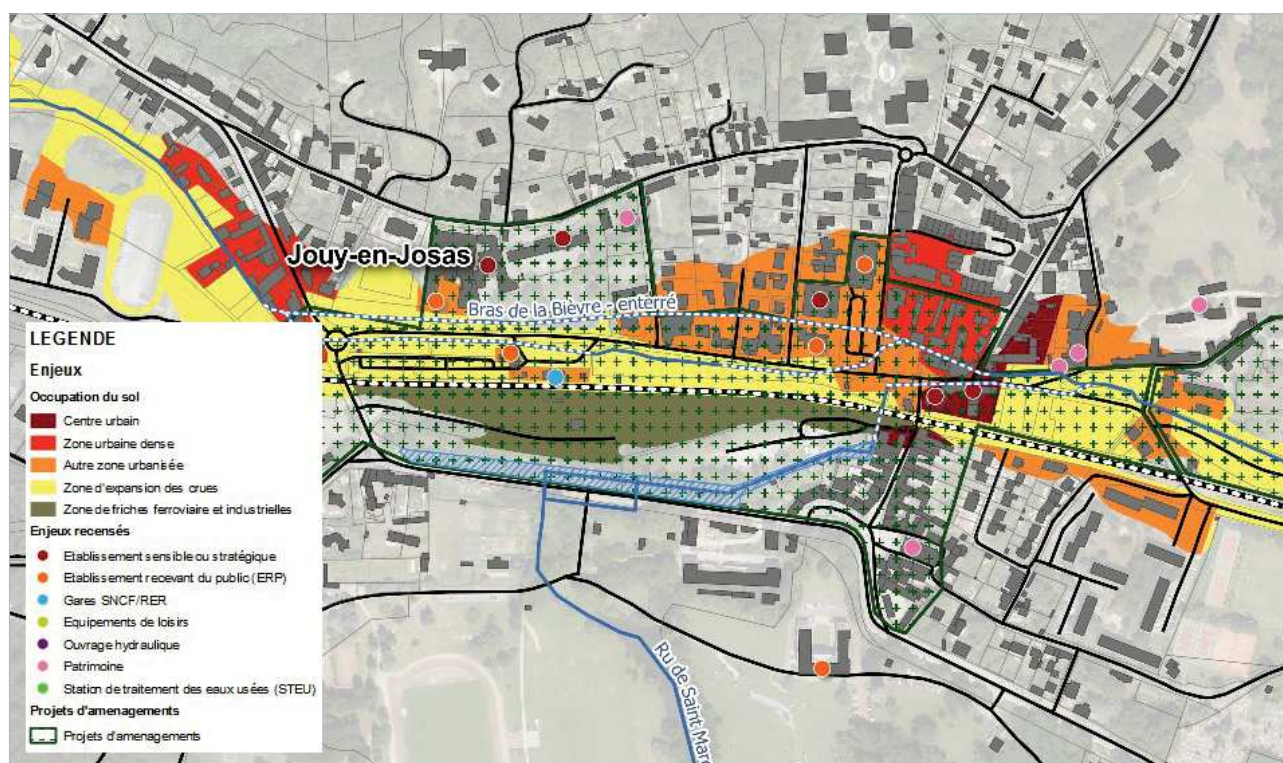 Jouy-en-Josas
Bras de la Bièvre - enterré
LEGENDE
Enjeux
Occupation du sol
Centre urbain
Zone urbaine dense
Autre zone urbanisée
Zone d'expansion des crues
Zone de friches ferroviaire et industrielles
Enjeux recensés
Etablissement sensible ou stratégique
Etablissement recevant du public (ERP)
Gares SNCF/RER
Equipements de loisirs
Ouvrage hydraulique
Patrimoine
Station de traitement des eaux usées (STEU)
Projets d'amenagements
Projets d'amenagements
Ru de Saint Marc